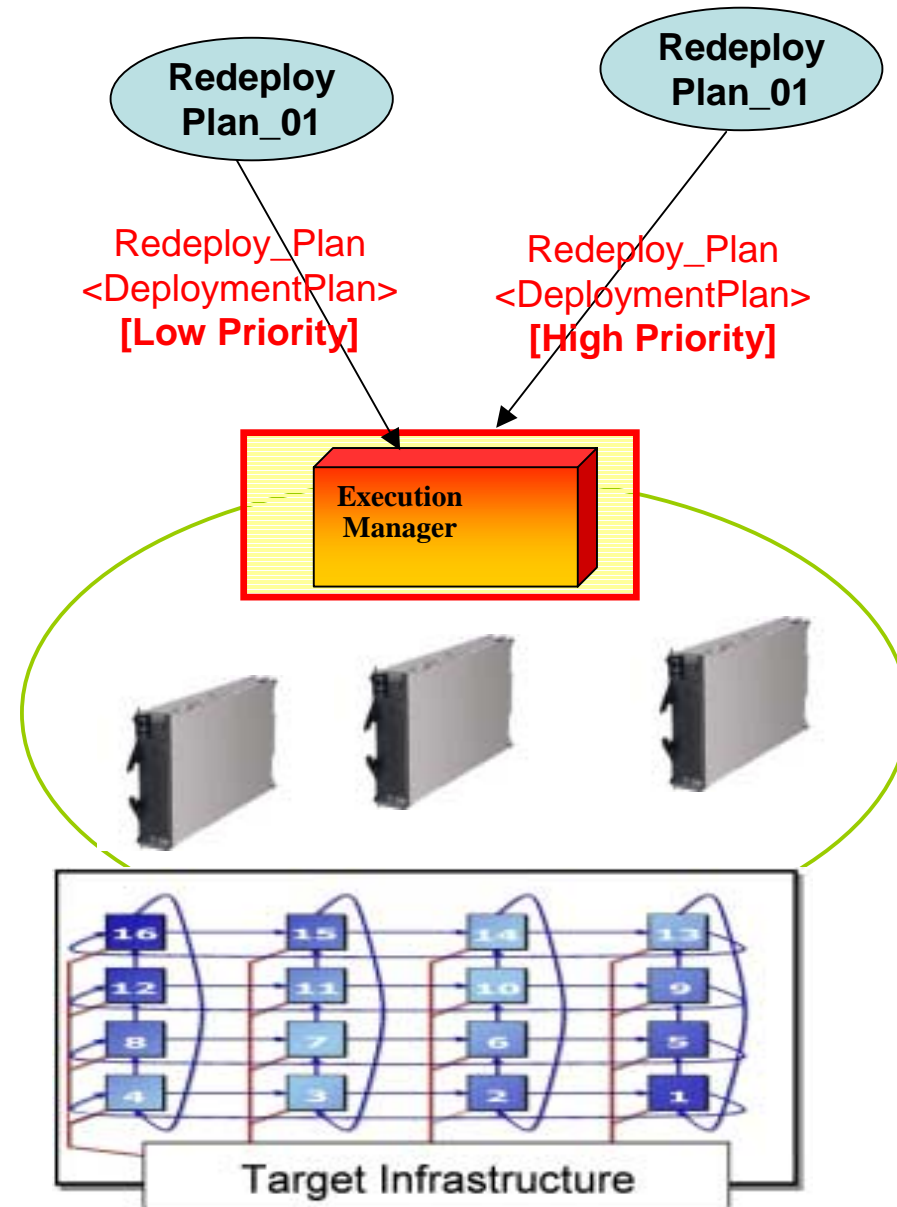 Redeploy
Plan_01
Redeploy
Plan_01
Redeploy_Plan
<DeploymentPlan>
[Low Priority]
Redeploy_Plan
<DeploymentPlan>
[High Priority]
Execution
Manager
16 15 14 13
12 11 10 9
8 7 6 5
4 3 2 1
Target Infrastructure